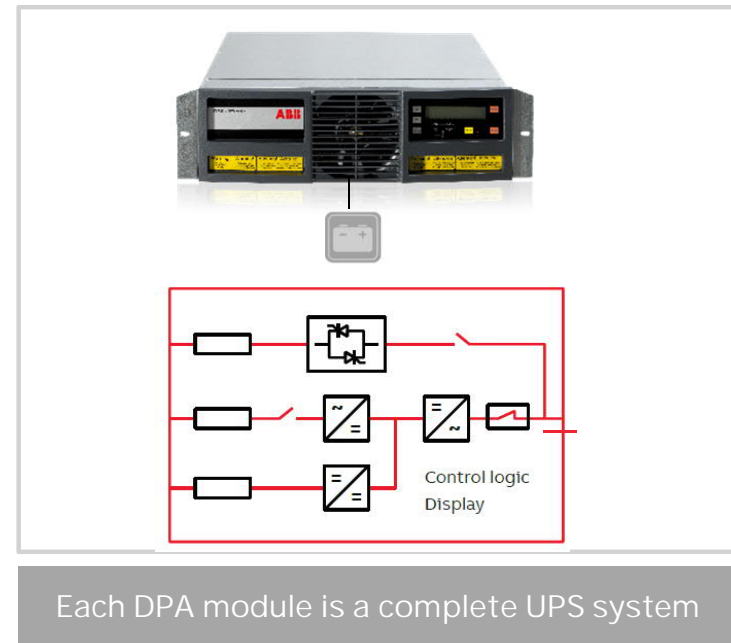 ABB
Control logic
Display
Each DPA module is a complete UPS system